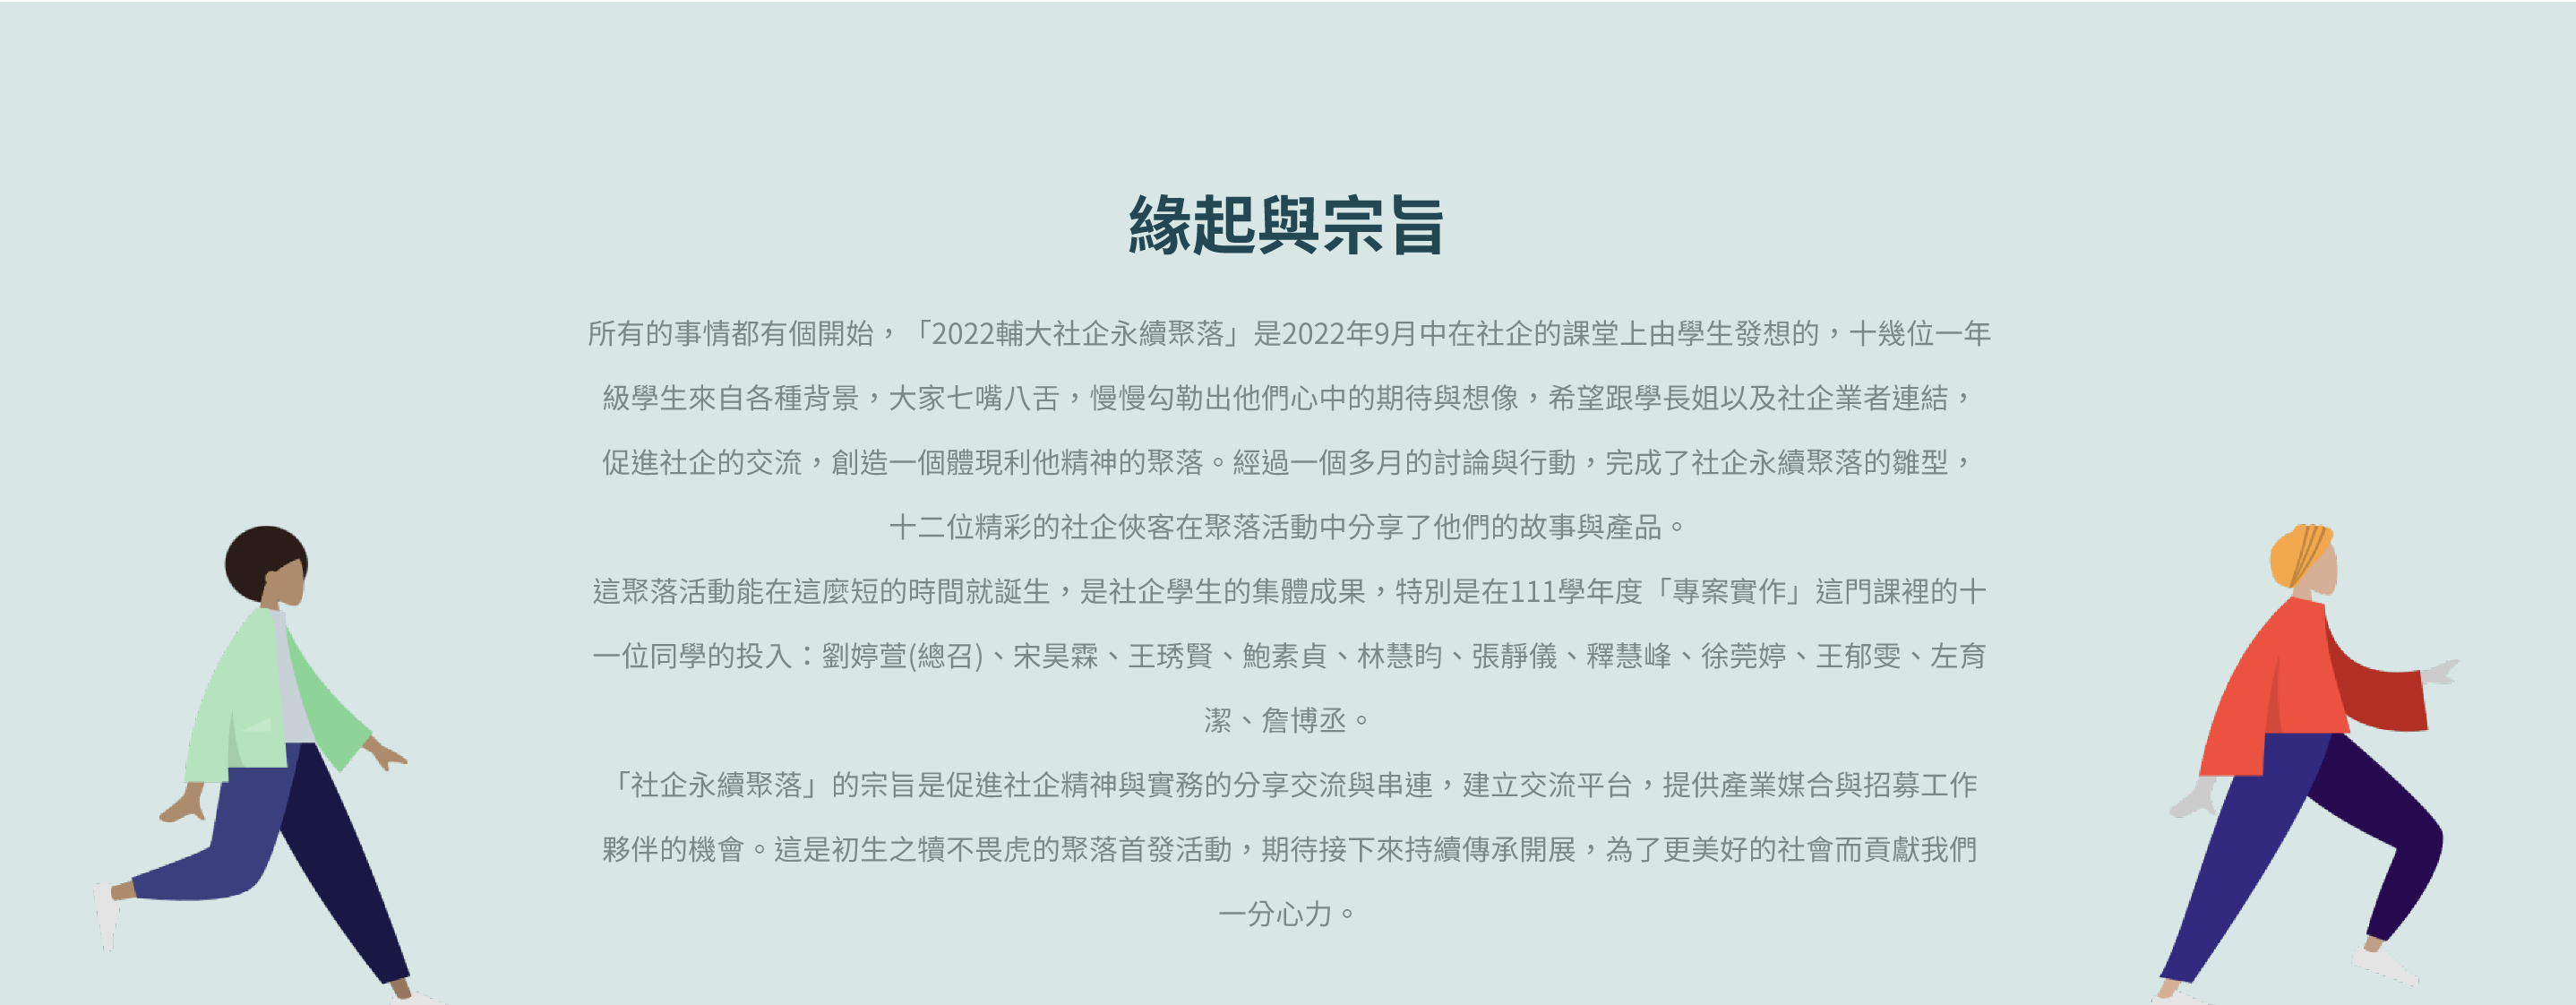 緣起與宗旨
所有的事情都有個開始，「2022輔大社企永續聚落」是2022年9月中在社企的課堂上由學生發想的，十幾位一年
級學生來自各種背景，大家七嘴八舌，慢慢勾勒出他們心中的期待與想像，希望跟學長姐以及社企業者連結，
促進社企的交流，創造一個體現利他精神的聚落。經過一個多月的討論與行動，完成了社企永續聚落的雛型，
十二位精彩的社企俠客在聚落活動中分享了他們的故事與產品。
這聚落活動能在這麼短的時間就誕生，是社企學生的集體成果，特別是在111學年度「專案實作」這門課裡的十
一位同學的投入：劉婷萱(總召)、宋昊霖、王琇賢、鮑素貞、林慧昀、張靜儀、釋慧峰、徐莞婷、王郁雯、左育
潔、詹博丞。
「社企永續聚落」的宗旨是促進社企精神與實務的分享交流與串連，建立交流平台，提供產業媒合與招募工作
夥伴的機會。這是初生之犢不畏虎的聚落首發活動，期待接下來持續傳承開展，為了更美好的社會而貢獻我們
一分心力。